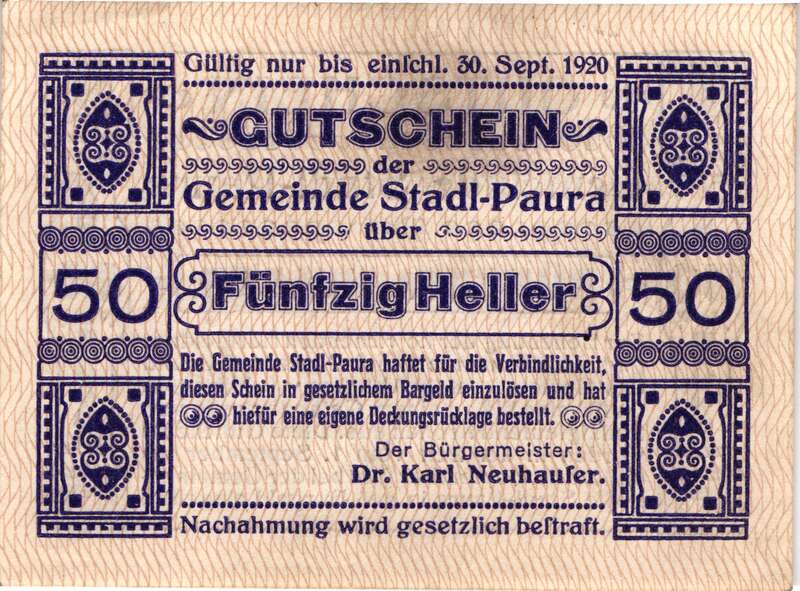 Gültig nur bis einſchl. 30. Sept. 1920
GUTSCHEIN
der
Gemeinde Stadl-Paura
über
50 Fünfzig Heller 50
Die Gemeinde Stadl-Paura haftet für die Verbindlichkeit,
diesen Schein in gesetzlichem Bargeld einzulösen und hat
hiefür eine eigene Deckungsrücklage bestellt.
Der Bürgermeister:
Dr. Karl Neuhauſer.
Nachahmung wird gesetzlich beſtraft.